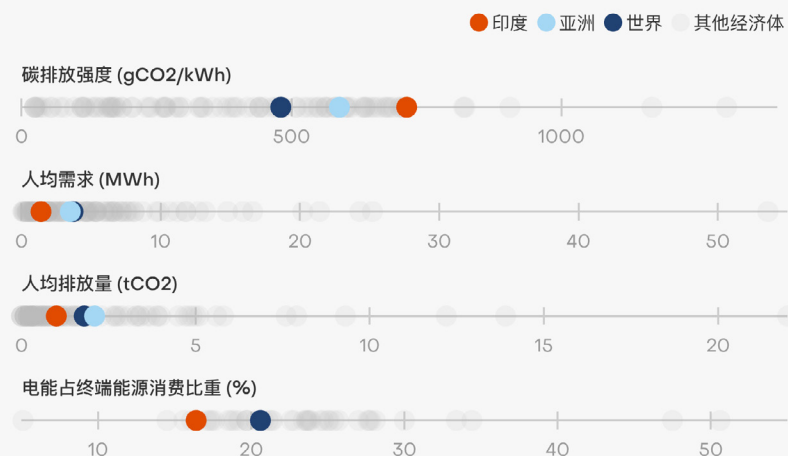 印度 亚洲 世界 其他经济体
碳排放强度 (gCO2/kWh)
0 500 1000
人均需求 (MWh)
0 10 20 30 40 50
人均排放量 (tCO2)
0 5 10 15 20
电能占终端能源消费比重 (%)
10 20 30 40 50